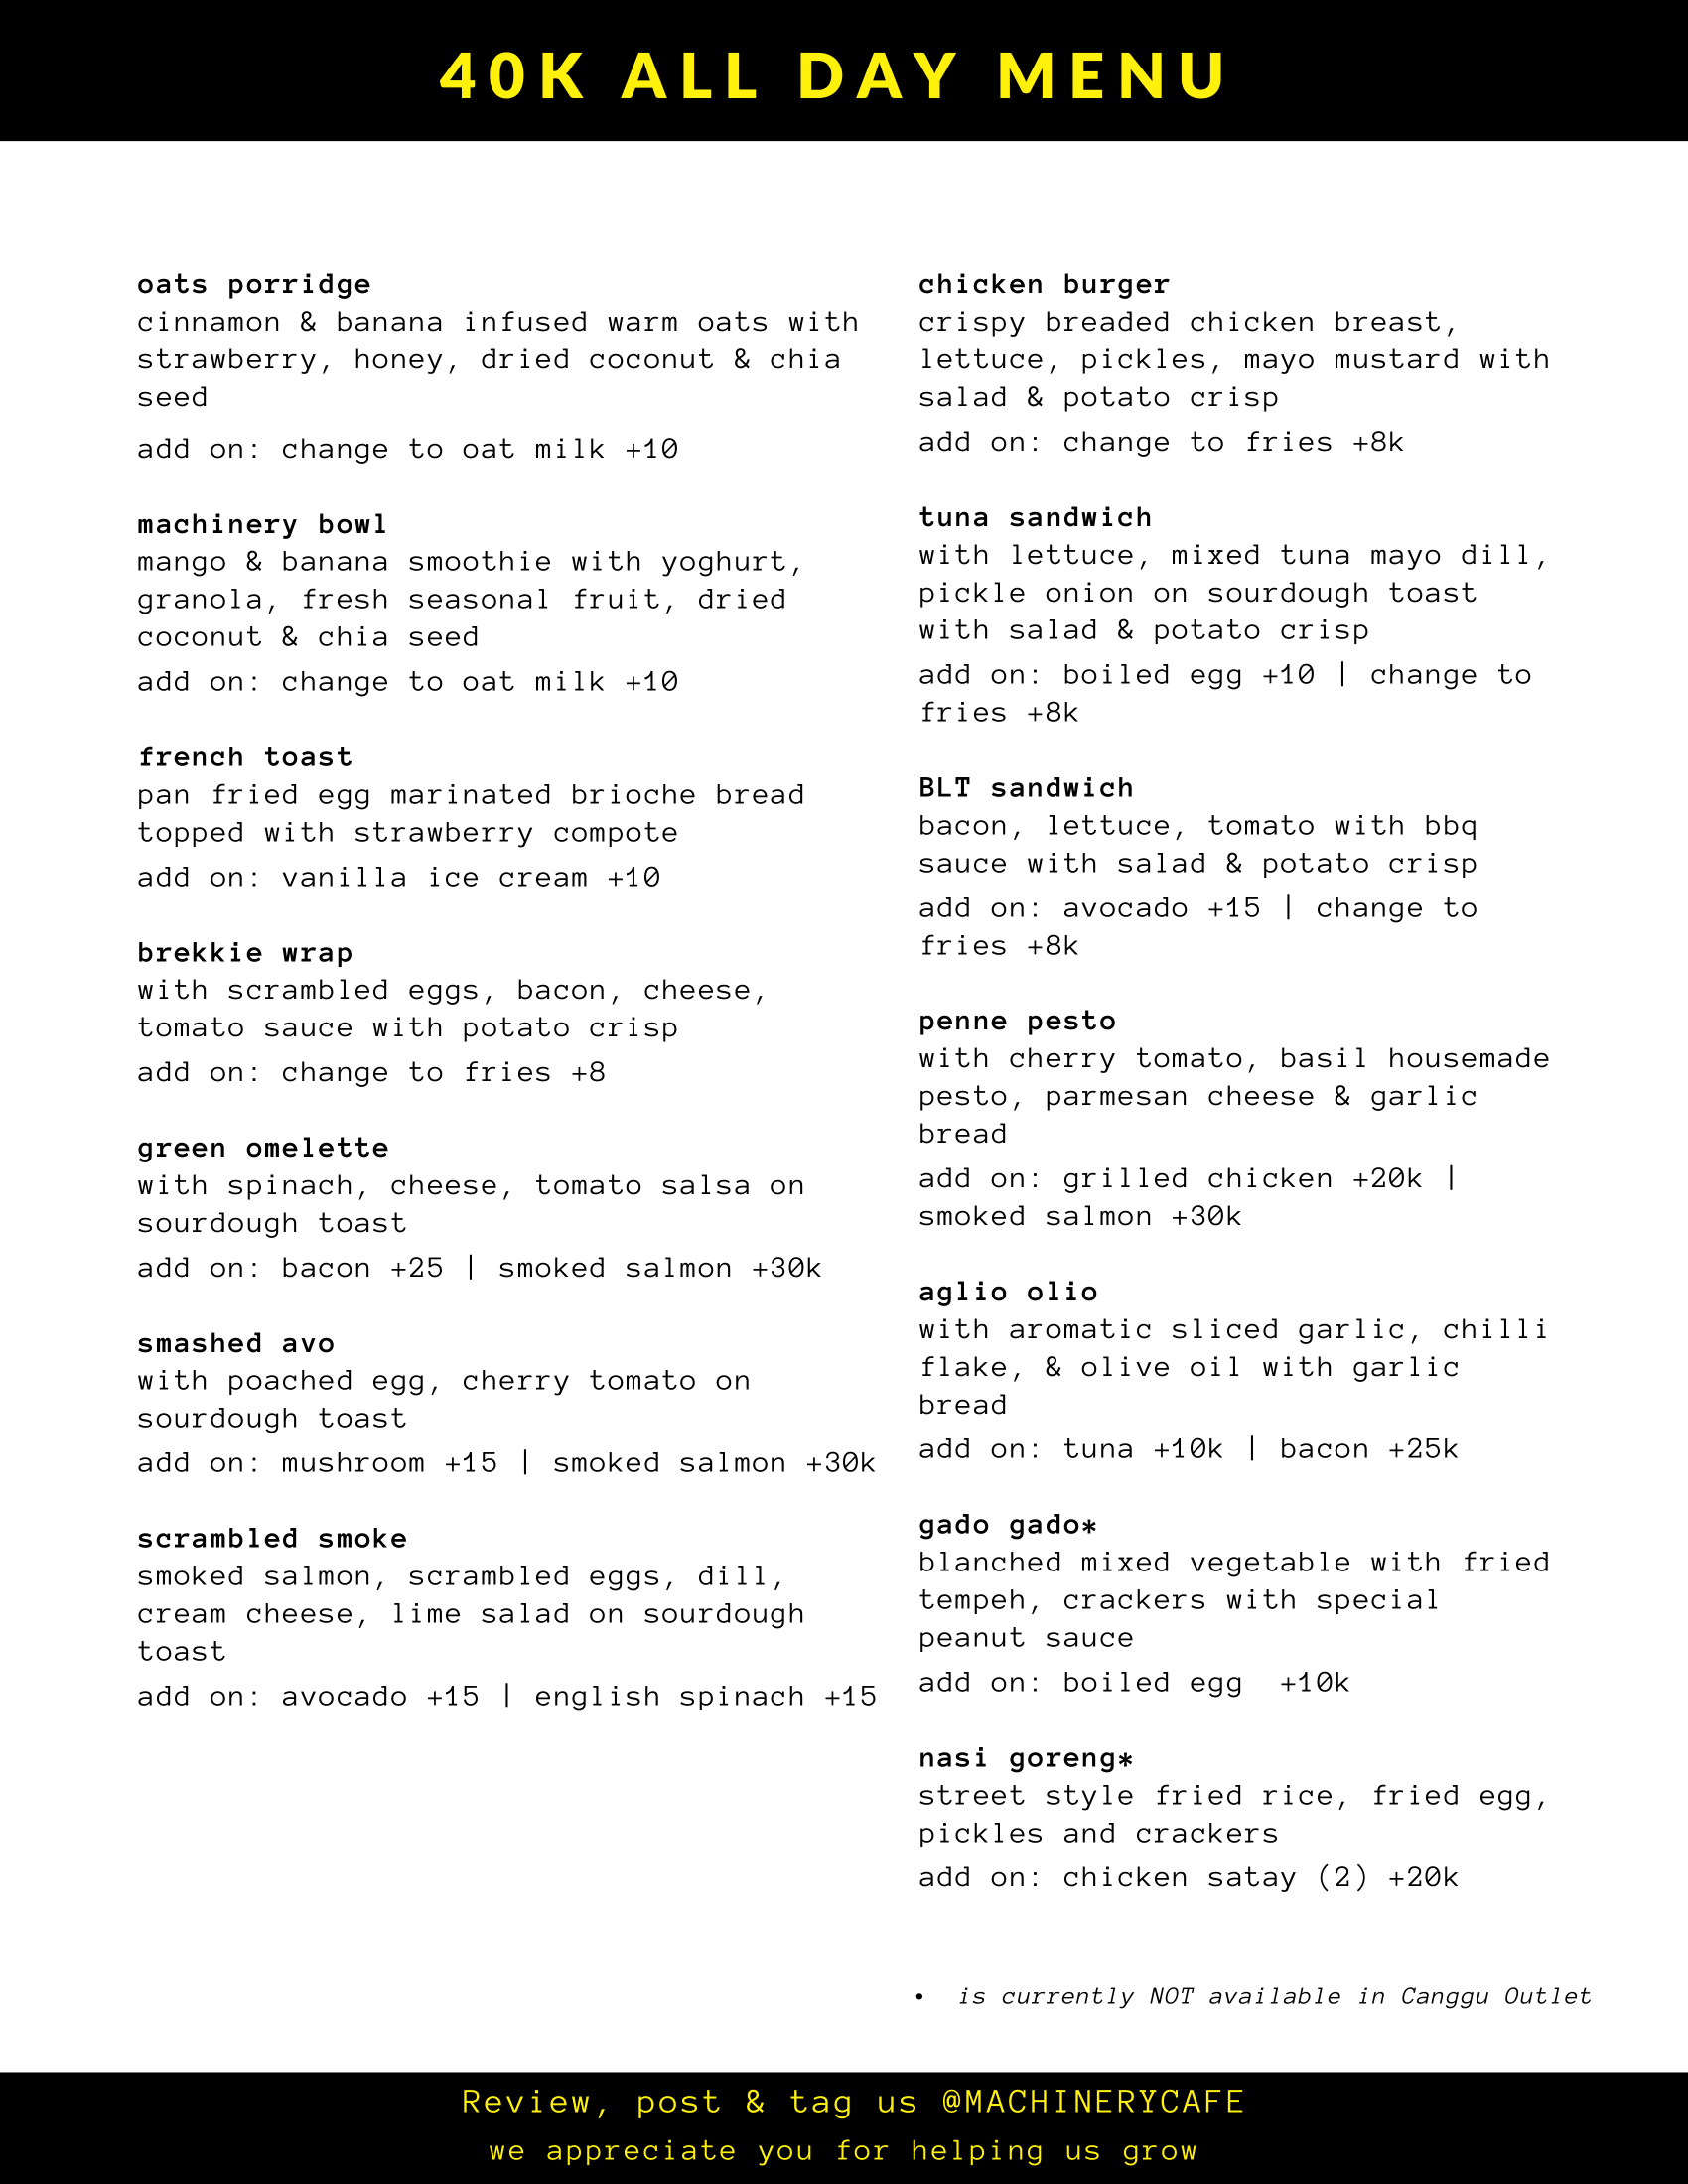 40K ALL DAY MENU
oats porridge
cinnamon & banana infused warm oats with
strawberry, honey, dried coconut & chia
seed
add on: change to oat milk +10
machinery bowl
mango & banana smoothie with yoghurt,
granola, fresh seasonal fruit, dried
coconut & chia seed
add on: change to oat milk +10
french toast
pan fried egg marinated brioche bread
topped with strawberry compote
add on: vanilla ice cream +10
brekkie wrap
with scrambled eggs, bacon, cheese,
tomato sauce with potato crisp
add on: change to fries +8
green omelette
with spinach, cheese, tomato salsa on
sourdough toast
add on: bacon +25 | smoked salmon +30k
smashed avo
with poached egg, cherry tomato on
sourdough toast
add on: mushroom +15 | smoked salmon +30k
scrambled smoke
smoked salmon, scrambled eggs, dill,
cream cheese, lime salad on sourdough
toast
add on: avocado +15 | english spinach +15
chicken burger
crispy breaded chicken breast,
lettuce, pickles, mayo mustard with
salad & potato crisp
add on: change to fries +8k
tuna sandwich
with lettuce, mixed tuna mayo dill,
pickle onion on sourdough toast
with salad & potato crisp
add on: boiled egg +10 | change to
fries +8k
BLT sandwich
bacon, lettuce, tomato with bbq
sauce with salad & potato crisp
add on: avocado +15 | change to
fries +8k
penne pesto
with cherry tomato, basil housemade
pesto, parmesan cheese & garlic
bread
add on: grilled chicken +20k |
smoked salmon +30k
aglio olio
with aromatic sliced garlic, chilli
flake, & olive oil with garlic
bread
add on: tuna +10k | bacon +25k
gado gado*
blanched mixed vegetable with fried
tempeh, crackers with special
peanut sauce
add on: boiled egg  +10k
nasi goreng*
street style fried rice, fried egg,
pickles and crackers
add on: chicken satay (2) +20k
• is currently NOT available in Canggu Outlet
Review, post & tag us @MACHINERYCAFE
we appreciate you for helping us grow